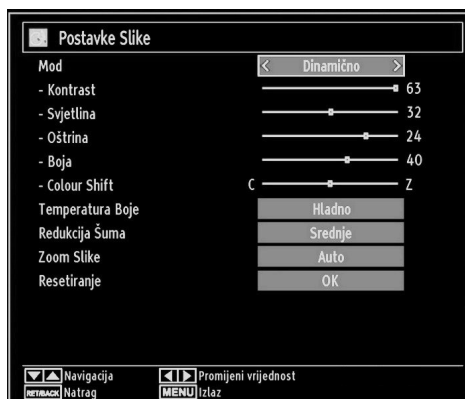 Postavke Slike
Mod < Dinamično >
- Kontrast 63
- Svjetlina 32
- Oštrina 24
- Boja 40
- Colour Shift C Z
Temperatura Boje Hladno
Redukcija Šuma Srednje
Zoom Slike Auto
Resetiranje OK
Navigacija Promijeni vrijednost
RET/BACK Natrag MENU Izlaz